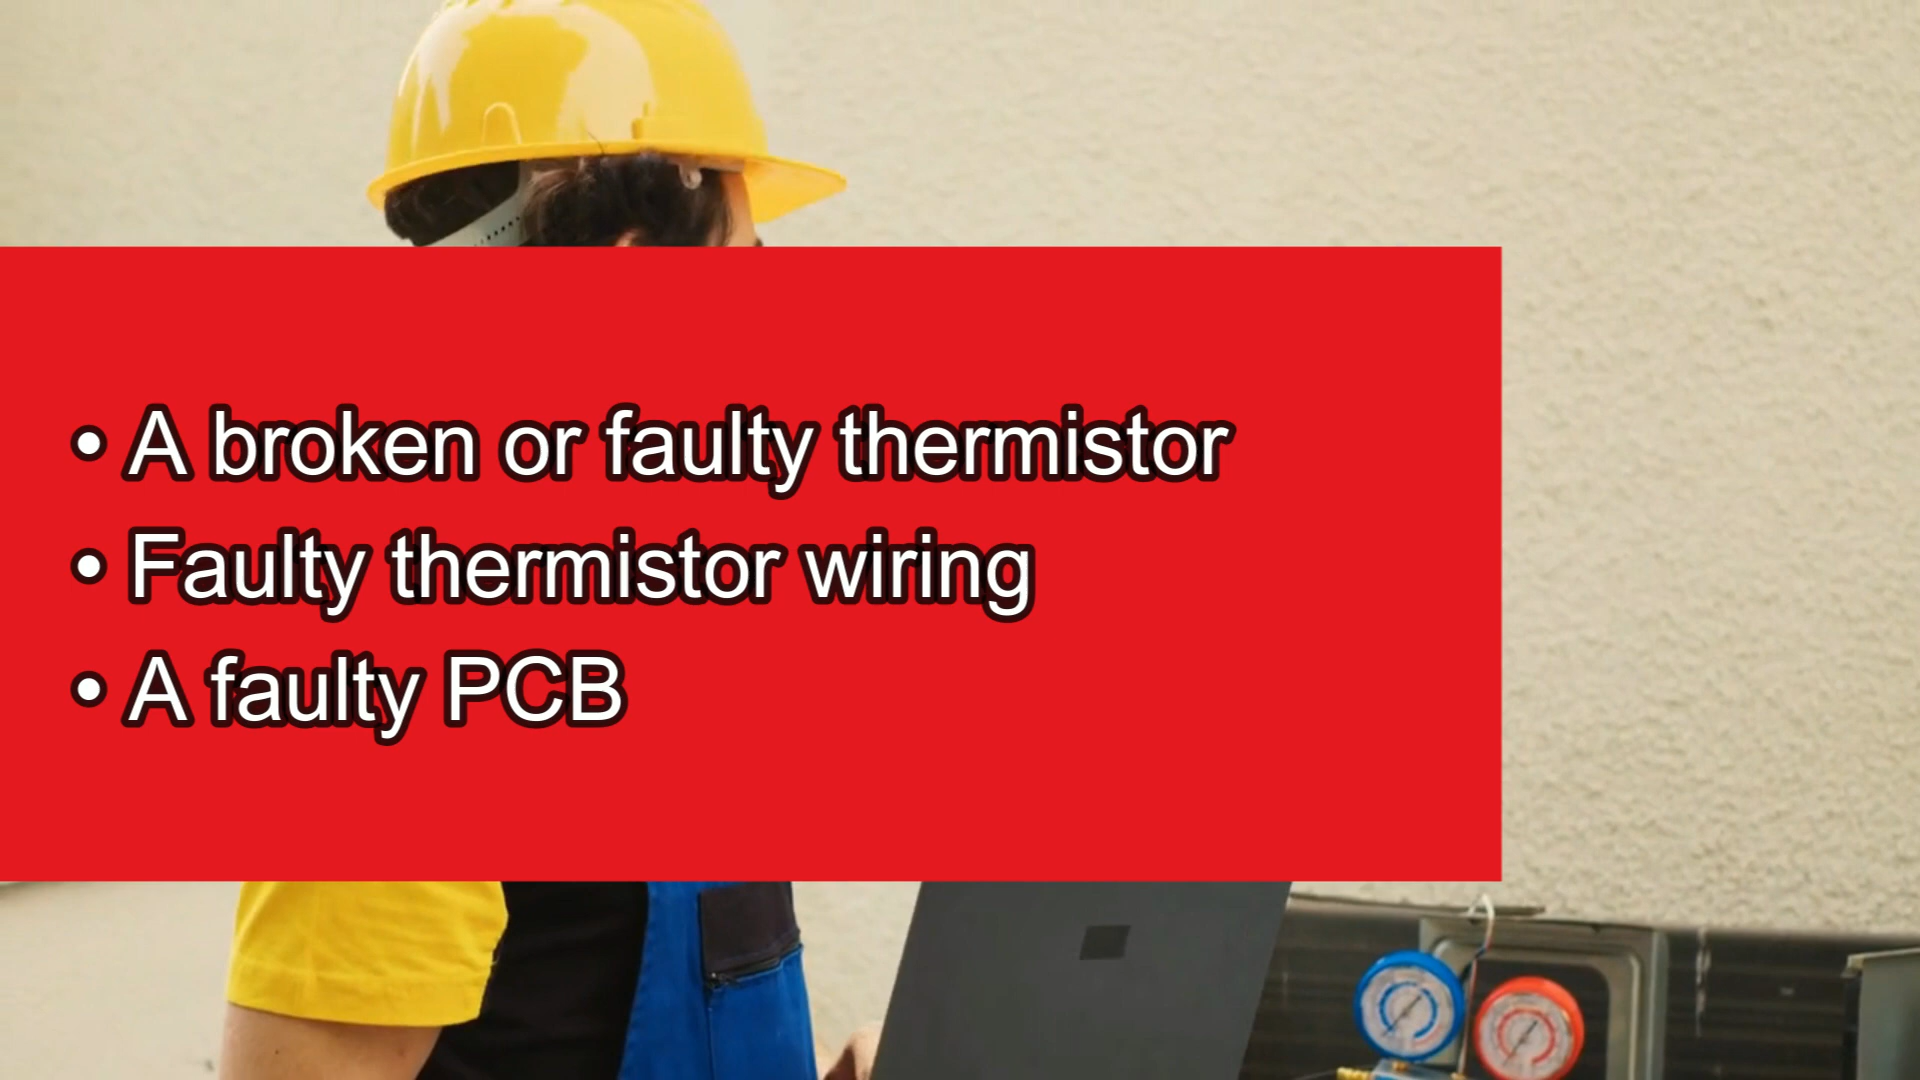 • A broken or faulty thermistor
• Faulty thermistor wiring
• A faulty PCB